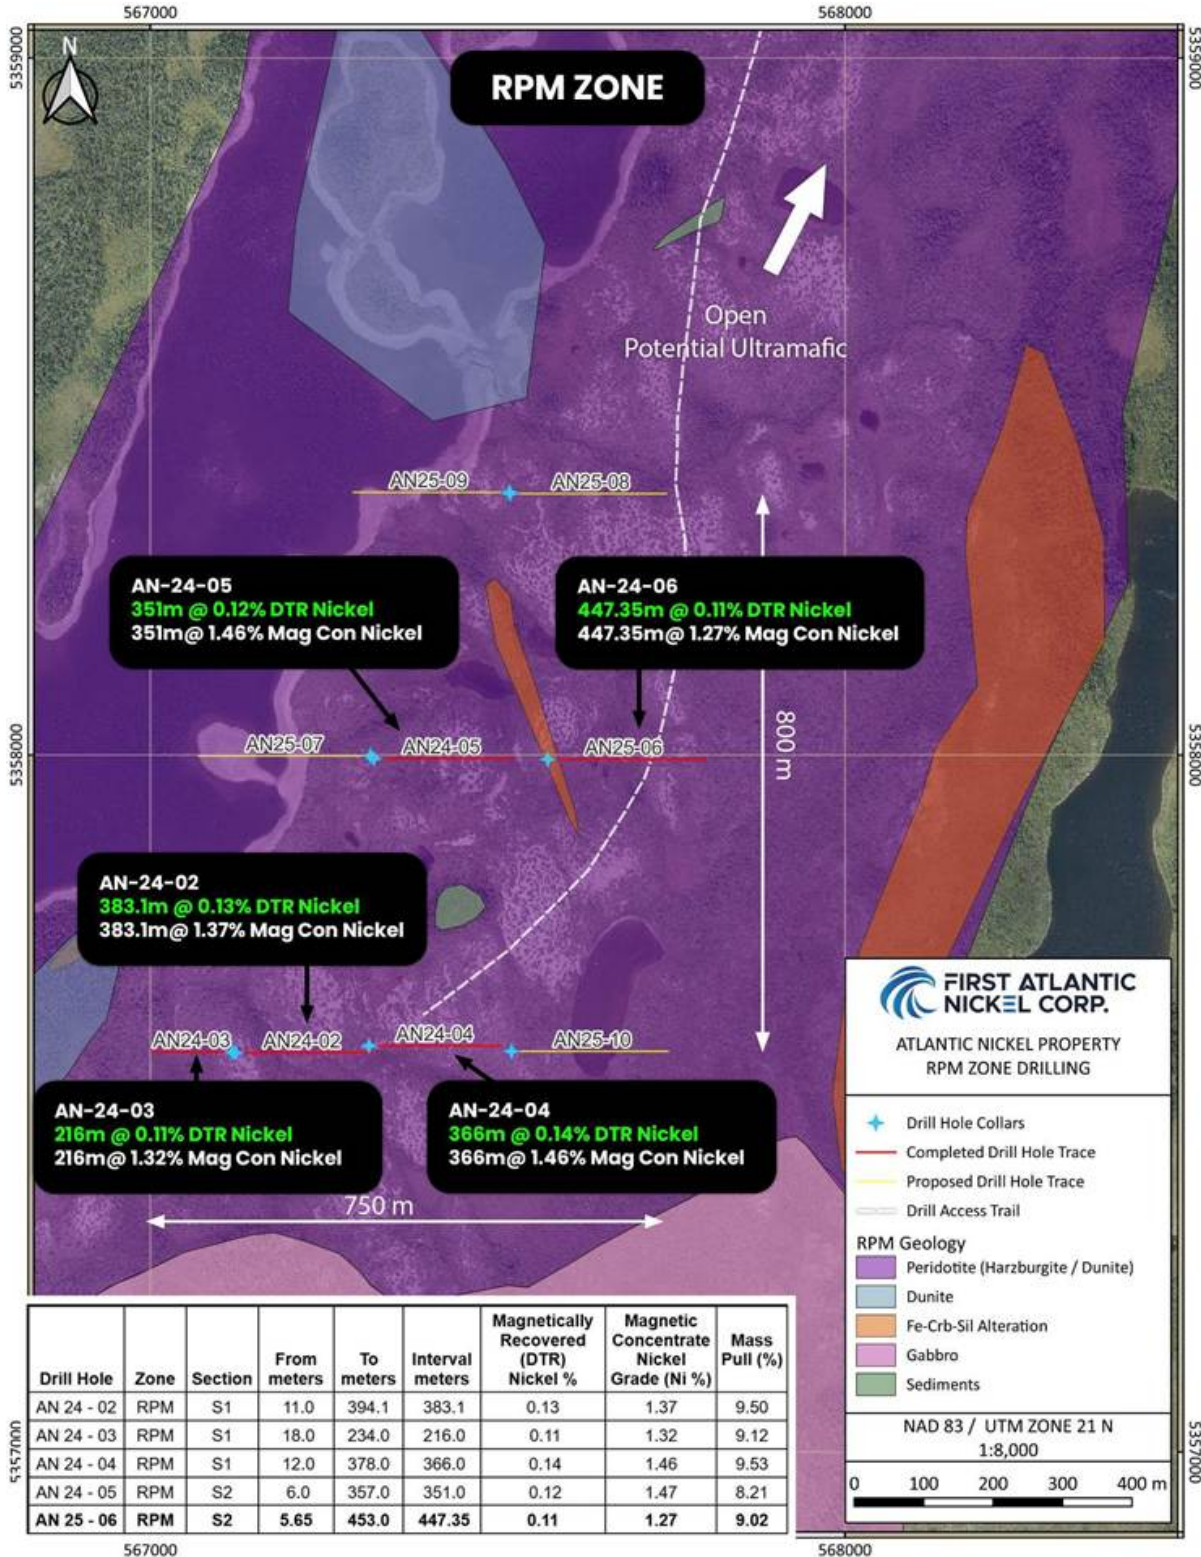 567000
568000
5359000
5359000
N
RPM ZONE
Open
Potential Ultramafic
AN25-09
AN25-08
AN-24-05
351m @ 0.12% DTR Nickel
351m@ 1.46% Mag Con Nickel
AN-24-06
447.35m @ 0.11% DTR Nickel
447.35m@ 1.27% Mag Con Nickel
800 m
5358000
5358000
AN25-07
AN24-05
AN25-06
AN-24-02
383.1m @ 0.13% DTR Nickel
383.1m@ 1.37% Mag Con Nickel
AN24-03
AN24-02
AN24-04
AN25-10
AN-24-03
216m @ 0.11% DTR Nickel
216m@ 1.32% Mag Con Nickel
AN-24-04
366m @ 0.14% DTR Nickel
366m@ 1.46% Mag Con Nickel
750 m
FIRST ATLANTIC
NICKEL CORP.
ATLANTIC NICKEL PROPERTY
RPM ZONE DRILLING
Drill Hole Collars
Completed Drill Hole Trace
Proposed Drill Hole Trace
Drill Access Trail
RPM Geology
Peridotite (Harzburgite / Dunite)
Dunite
Fe-Crb-Sil Alteration
Gabbro
Sediments
NAD 83 / UTM ZONE 21 N
1:8,000
0 100 200 300 400 m
Drill Hole Zone Section From meters To meters Interval meters Magnetically Recovered (DTR) Nickel % Magnetic Concentrate Nickel Grade (Ni %) Mass Pull (%)
AN 24 - 02 RPM S1 11.0 394.1 383.1 0.13 1.37 9.50
AN 24 - 03 RPM S1 18.0 234.0 216.0 0.11 1.32 9.12
AN 24 - 04 RPM S1 12.0 378.0 366.0 0.14 1.46 9.53
AN 24 - 05 RPM S2 6.0 357.0 351.0 0.12 1.47 8.21
AN 25 - 06 RPM S2 5.65 453.0 447.35 0.11 1.27 9.02
5357000
5357000
567000
568000